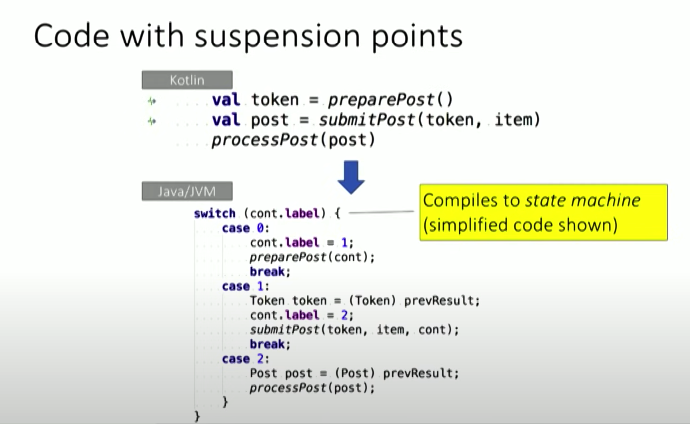 Code with suspension points
Kotlin
val token = preparePost()
val post = submitPost(token, item)
processPost(post)
Java/JVM
Compiles to state machine
(simplified code shown)
switch (cont.label) {
case 0:
cont.label = 1;
preparePost(cont);
break;
case 1:
Token token = (Token) prevResult;
cont.label = 2;
submitPost(token, item, cont);
break;
case 2:
Post post = (Post) prevResult;
processPost(post);
}
}